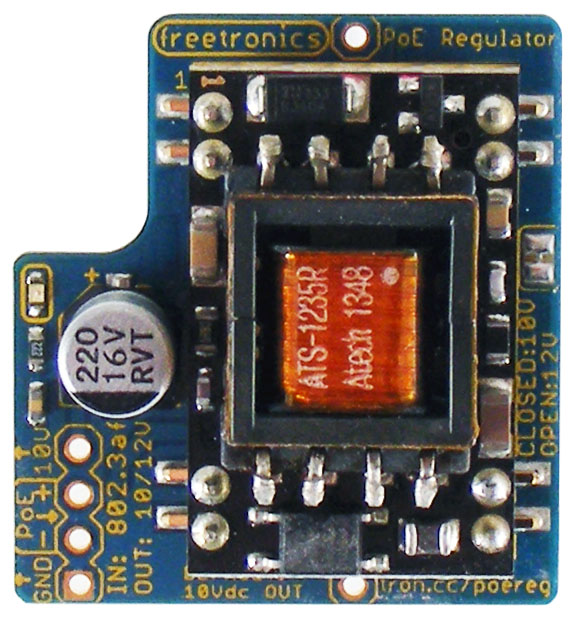 freetronics
PoE Regulator
1
220
16V
RVT
ATS-1235R
Atech 1348
CLOSED:10V
OPEN:12V
PoE
GND - + 10V
IN: 802.3af
OUT: 10/12V
10Vdc OUT
tron.cc/poereg